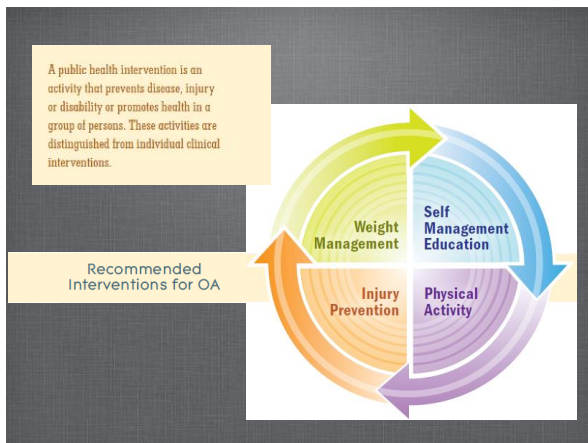 A public health intervention is an
activity that prevents disease, injury
or disability or promotes health in a
group of persons. These activities are
distinguished from individual clinical
interventions.
Weight
Management
Self
Management
Education
Recommended
Interventions for OA
Injury
Prevention
Physical
Activity